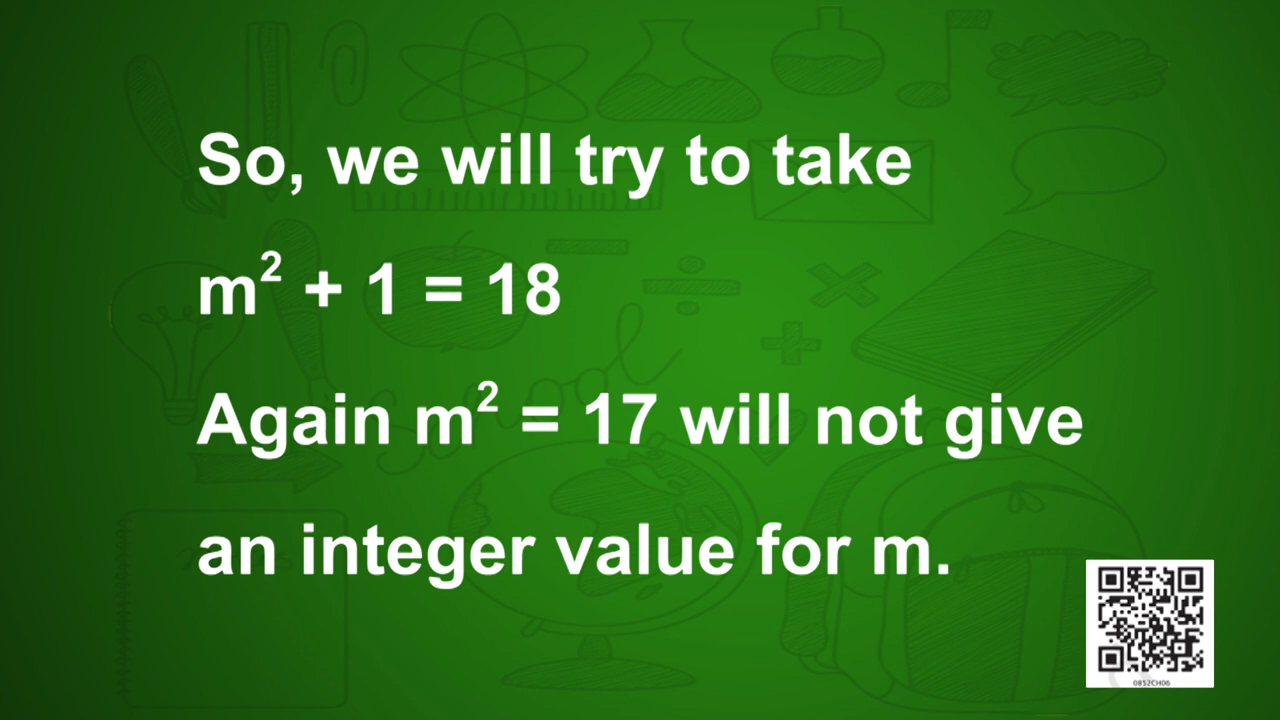 So, we will try to take
m² + 1 = 18
Again m² = 17 will not give
an integer value for m.
0852CH06